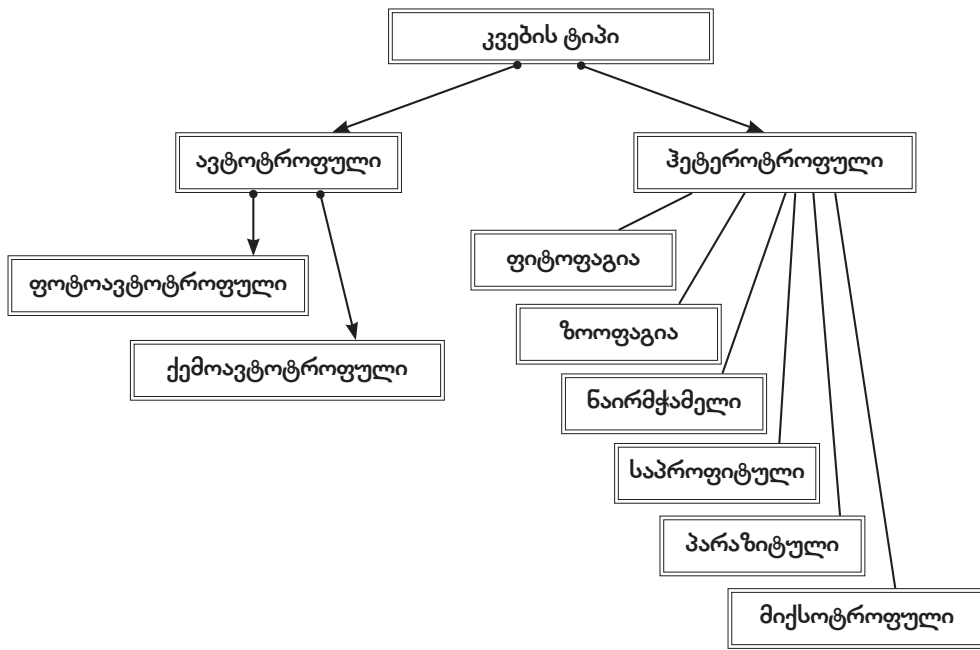 კვების ტიპი
ავტოტროფული
ჰეტეროტროფული
ფოტოავტოტროფული
ქემოავტოტროფული
ფიტოფაგია
ზოოფაგია
ნაირმჭამელი
საპროფიტული
პარაზიტული
მიქსოტროფული